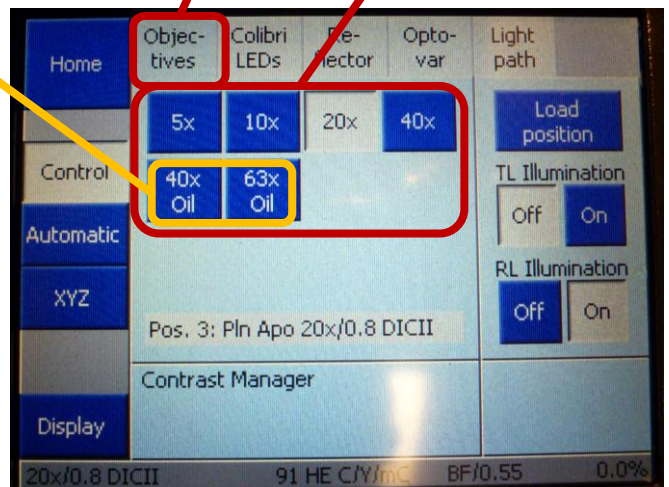 Home
Objec-
tives
Colibri
LEDs
Re-
flector
Opto-
var
Light
path
5x
10x
20x
40x
40x
Oil
63x
Oil
Load
position
Control
Automatic
XYZ
Display
TL Illumination
Off
On
RL Illumination
Off
On
Pos. 3: Pln Apo 20x/0.8 DICII
Contrast Manager
20x/0.8 DICII
91 HE C/Y/mC
BF/0.55
0.0%